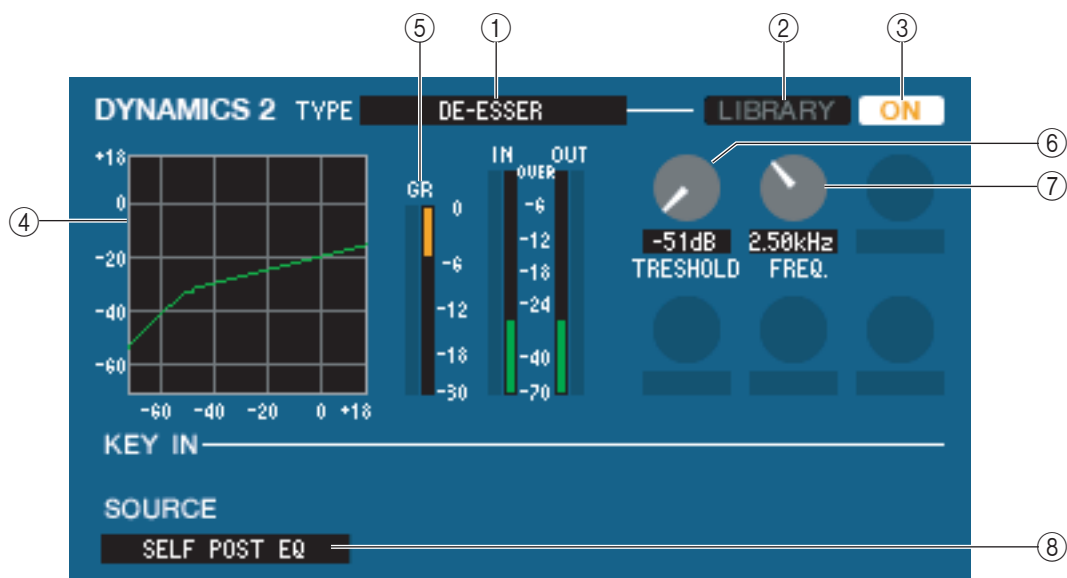 ⑤ ① ② ③
DYNAMICS 2 TYPE DE-ESSER LIBRARY ON
④
+18
0
-20
-40
-60
-60 -40 -20 0 +18
GR
0
-6
-12
-18
-30
IN OUT
OVER
-6
-12
-18
-24
-40
-70
⑥
⑦
-51dB 2.50kHz
TRESHOLD FREQ.
KEY IN
SOURCE
SELF POST EQ
⑧